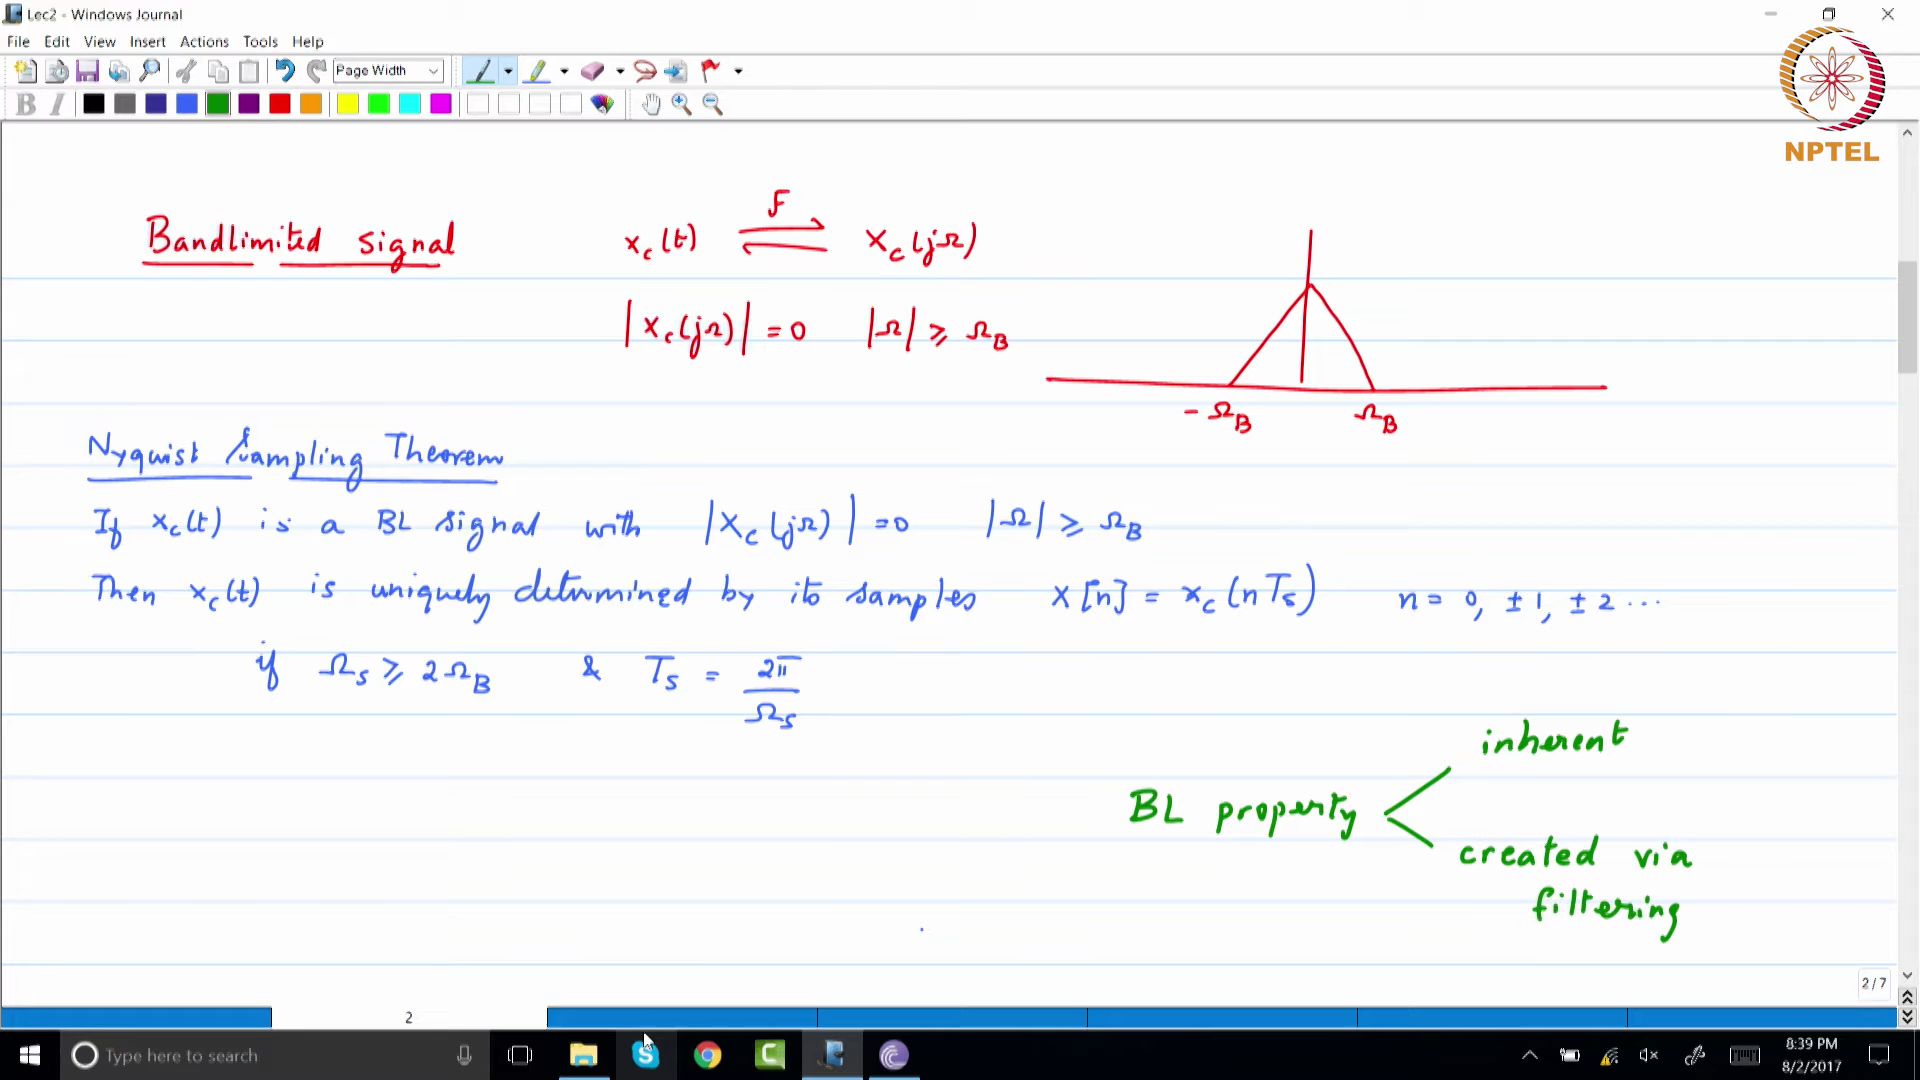 Lec2 - Windows Journal
File Edit View Insert Actions Tools Help
Page Width
B I
NPTEL
Bandlimited signal x_c(t) ⇌ X_c(jΩ)
F
|X_c(jΩ)| = 0 |Ω| ≥ Ω_B
-Ω_B Ω_B
Nyquist Sampling Theorem
If x_c(t) is a BL signal with |X_c(jΩ)| = 0 |Ω| ≥ Ω_B
Then x_c(t) is uniquely determined by its samples x[n] = x_c(nT_s) n = 0, ±1, ±2 ...
if Ω_s ≥ 2Ω_B & T_s = 2π/Ω_s
inherent
BL property
created via
filtering
2/7
2
Type here to search
8:39 PM
8/2/2017